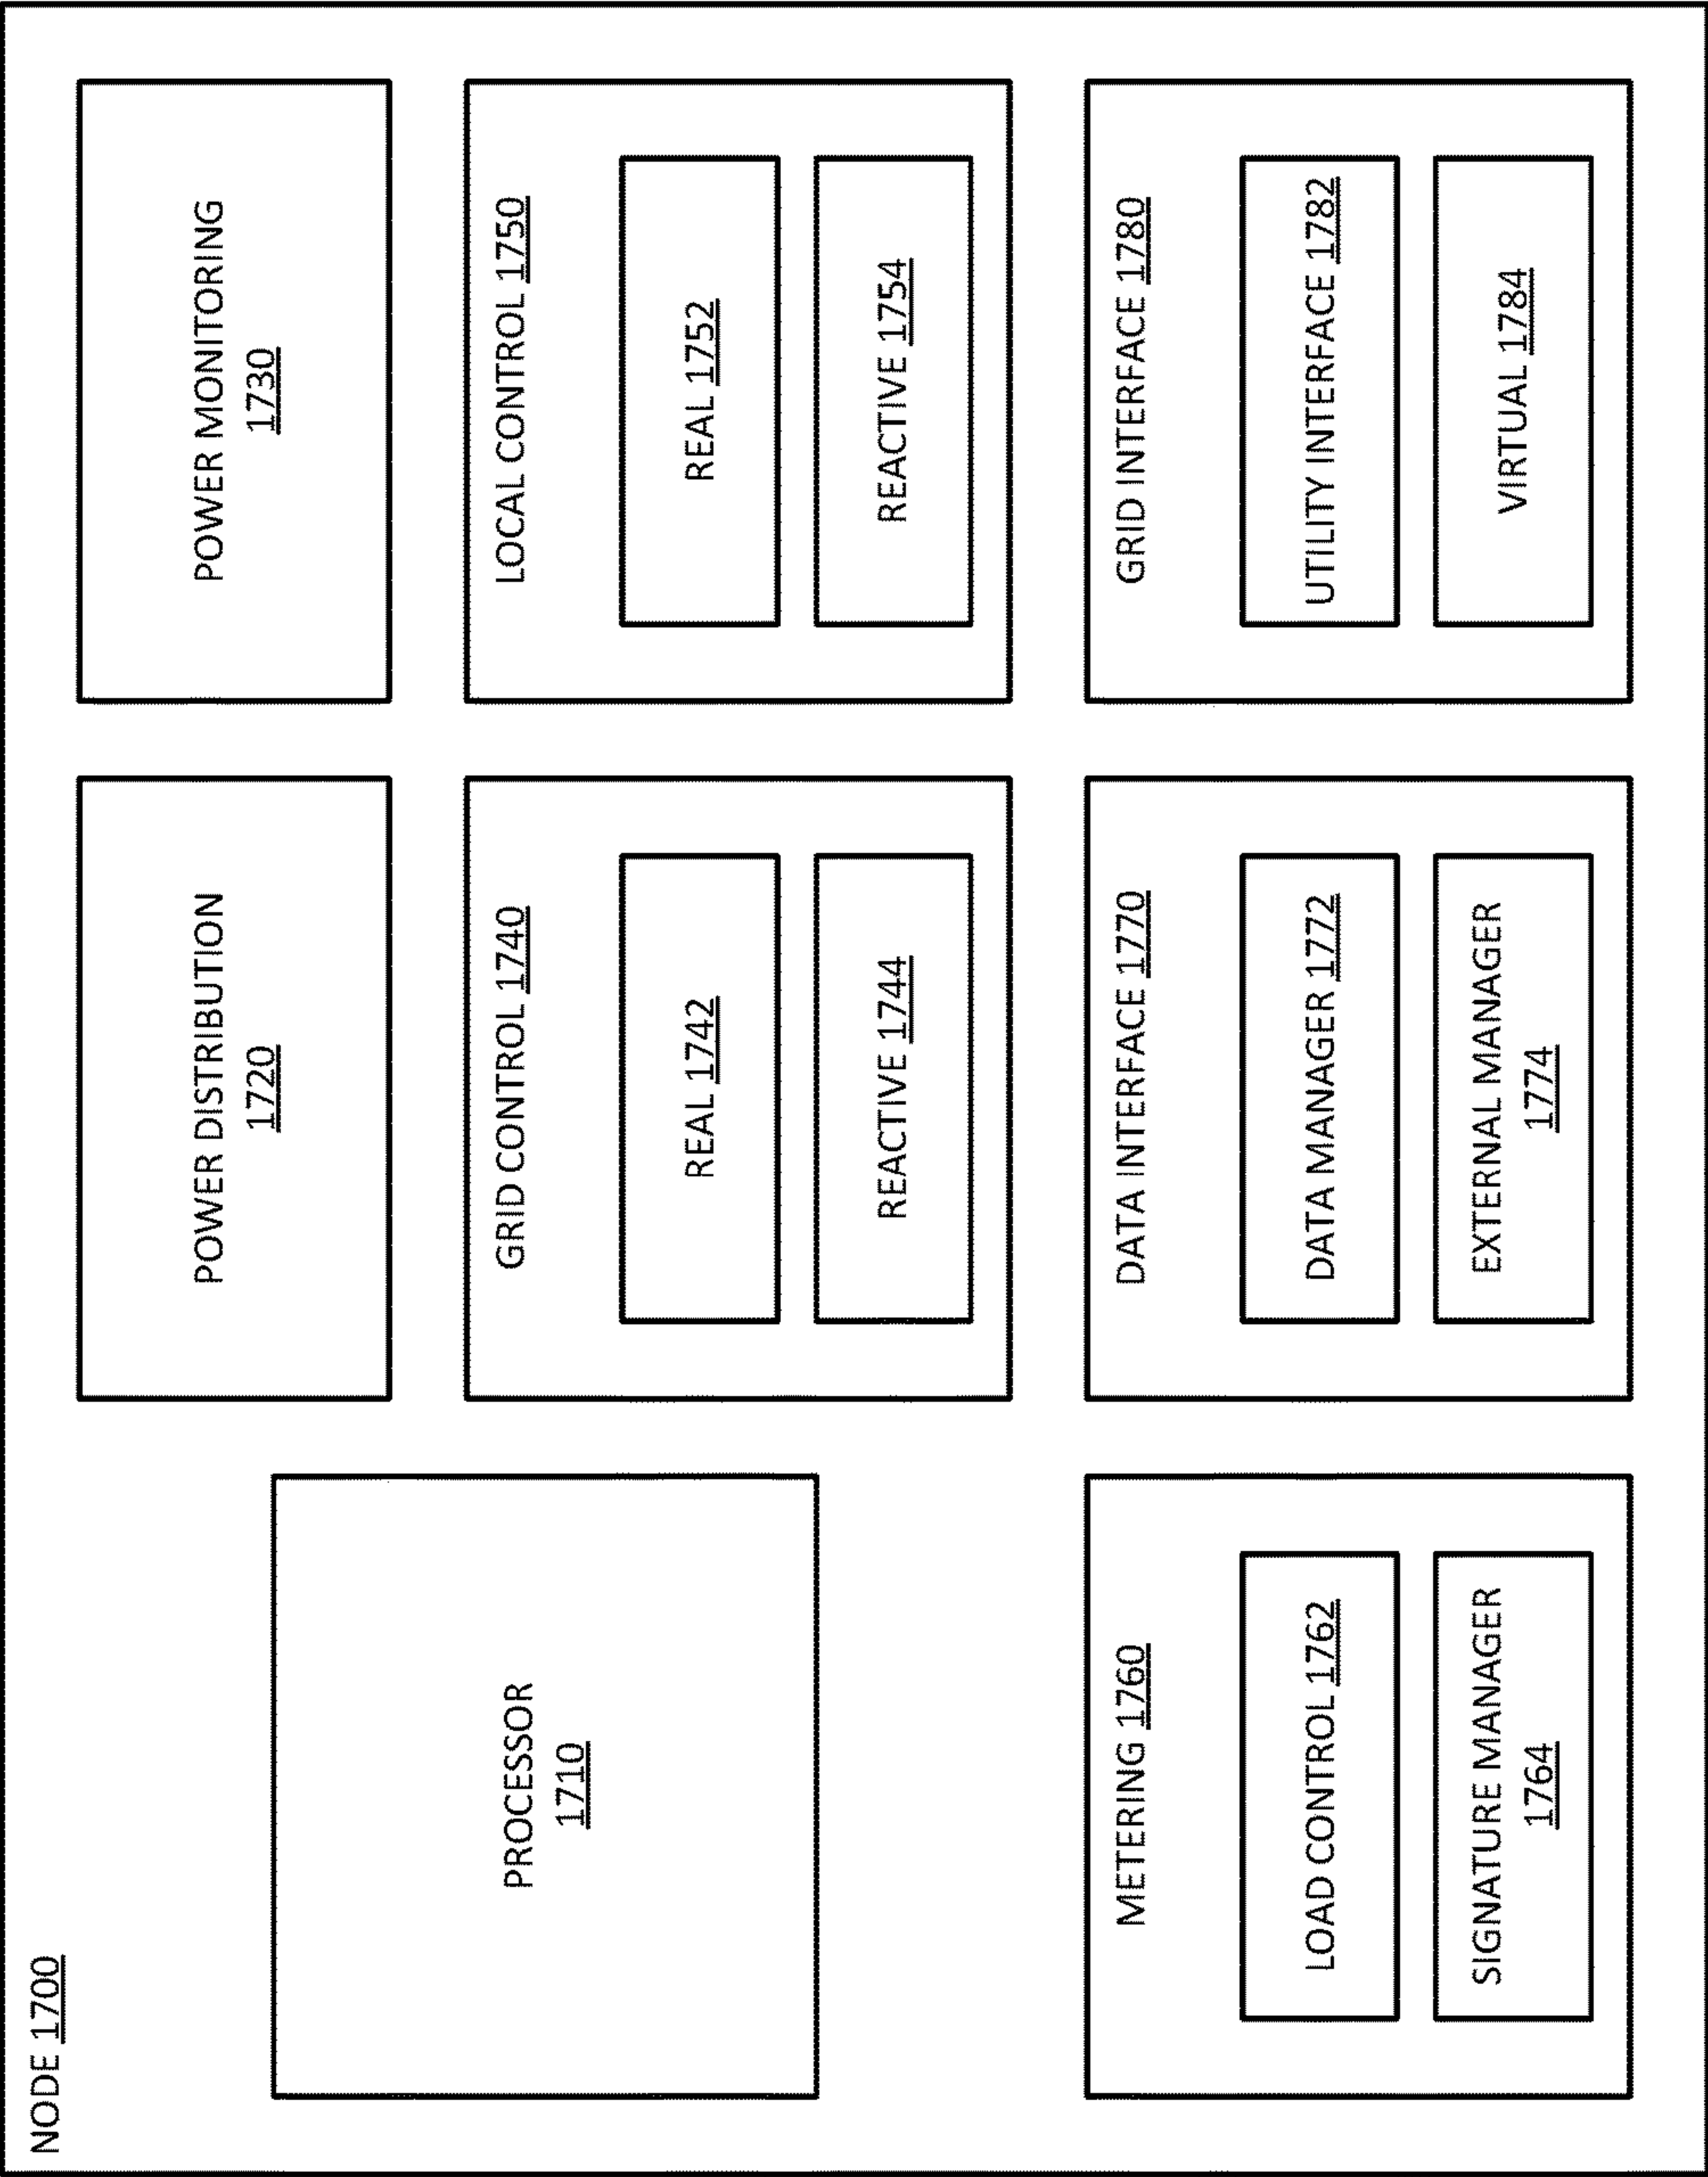 NODE 1700
POWER DISTRIBUTION
1720
POWER MONITORING
1730
PROCESSOR
1710
GRID CONTROL 1740
REAL 1742
REACTIVE 1744
LOCAL CONTROL 1750
REAL 1752
REACTIVE 1754
METERING 1760
LOAD CONTROL 1762
SIGNATURE MANAGER
1764
DATA INTERFACE 1770
DATA MANAGER 1772
EXTERNAL MANAGER
1774
GRID INTERFACE 1780
UTILITY INTERFACE 1782
VIRTUAL 1784